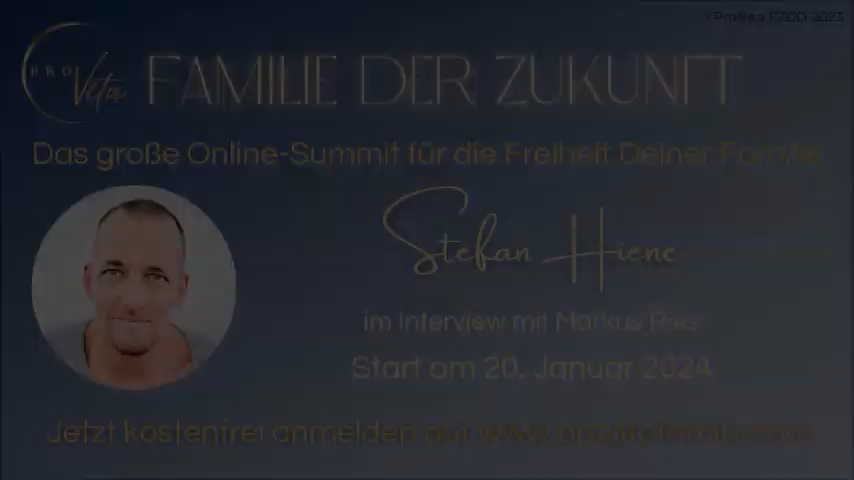 © ProVita FZCO 2023
PRO Vita
FAMILIE DER ZUKUNFT
Das große Online-Summit für die Freiheit Deiner Familie
Stefan Hiene
im Interview mit Markus Ries
Start am 20. Januar 2024
Jetzt kostenfrei anmelden auf